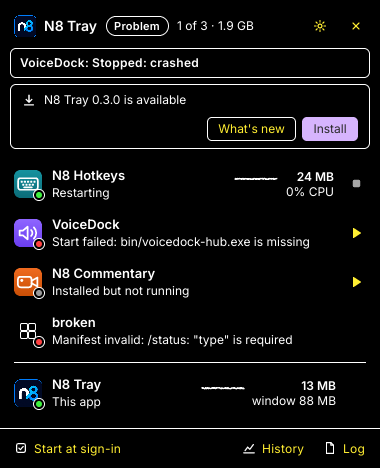 n8 N8 Tray Problem 1 of 3 · 1.9 GB
VoiceDock: Stopped: crashed
N8 Tray 0.3.0 is available
What's new Install
N8 Hotkeys 24 MB
Restarting 0% CPU
VoiceDock
Start failed: bin/voicedock-hub.exe is missing
N8 Commentary
Installed but not running
broken
Manifest invalid: /status: "type" is required
n8 N8 Tray 13 MB
This app window 88 MB
Start at sign-in History Log